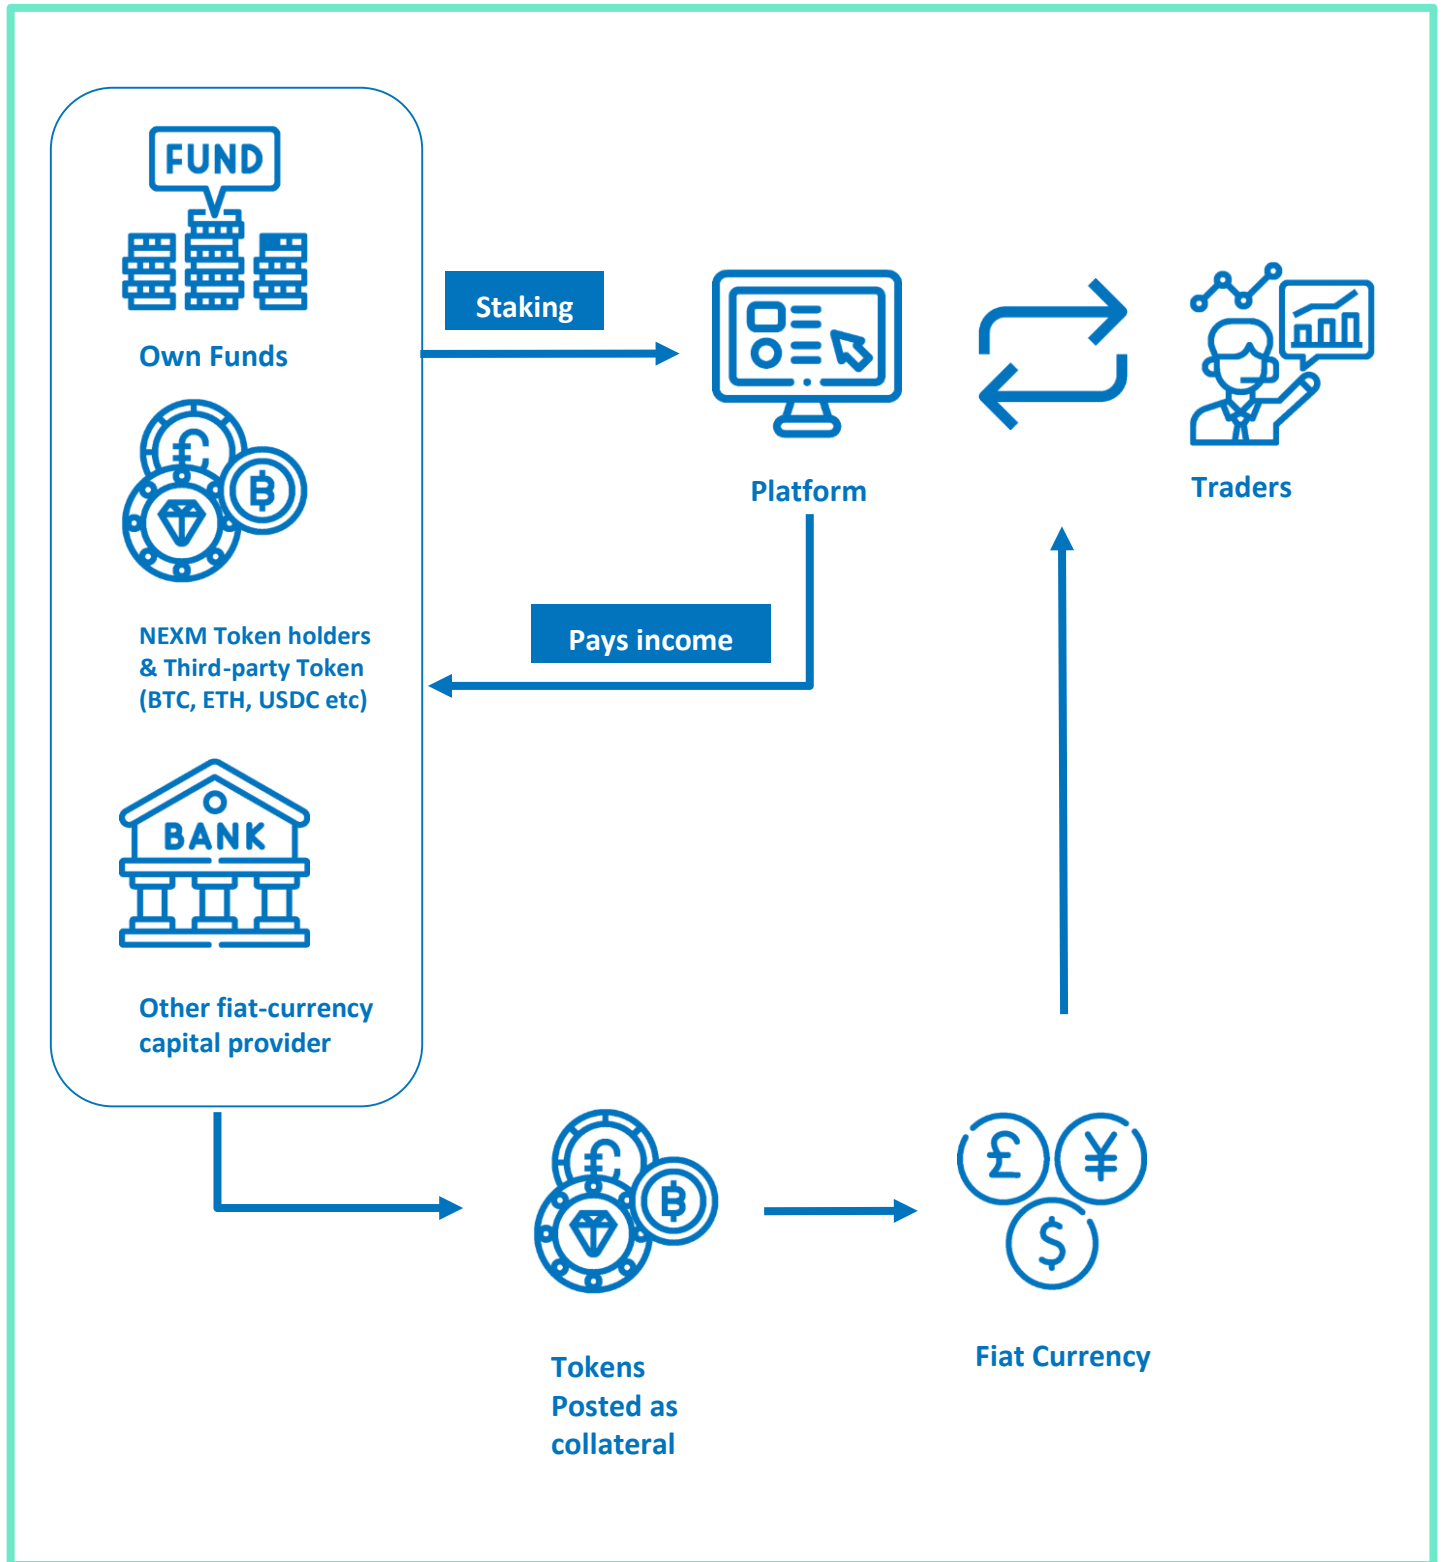 FUND
Own Funds
Staking
Platform
Traders
NEXM Token holders
& Third-party Token
(BTC, ETH, USDC etc)
Pays income
BANK
Other fiat-currency
capital provider
Tokens
Posted as
collateral
£
¥
$
Fiat Currency